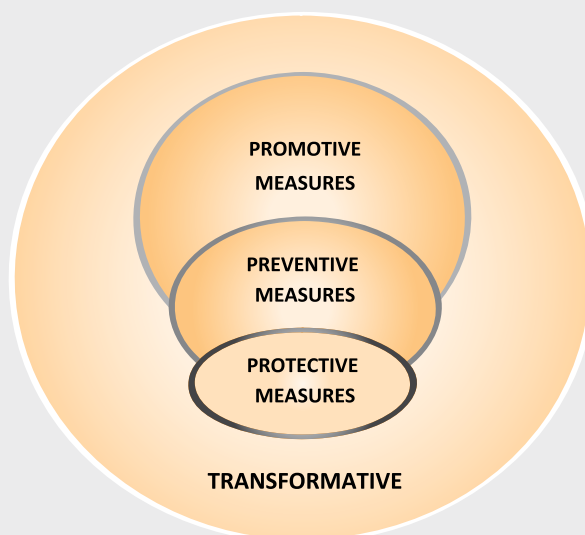 PROMOTIVE
MEASURES
PREVENTIVE
MEASURES
PROTECTIVE
MEASURES
TRANSFORMATIVE